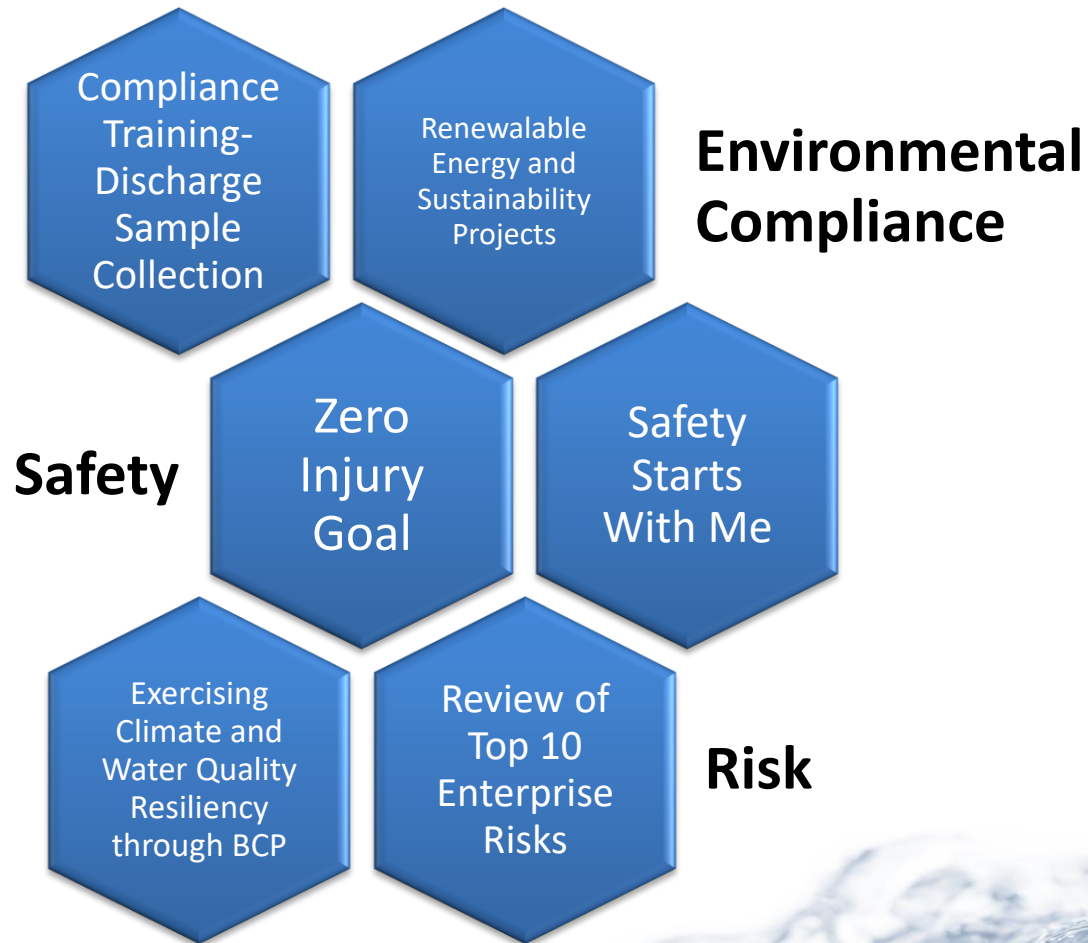 Compliance
Training-
Discharge
Sample
Collection
Renewalable
Energy and
Sustainability
Projects
Environmental
Compliance
Safety
Zero
Injury
Goal
Safety
Starts
With Me
Exercising
Climate and
Water Quality
Resiliency
through BCP
Review of
Top 10
Enterprise
Risks
Risk